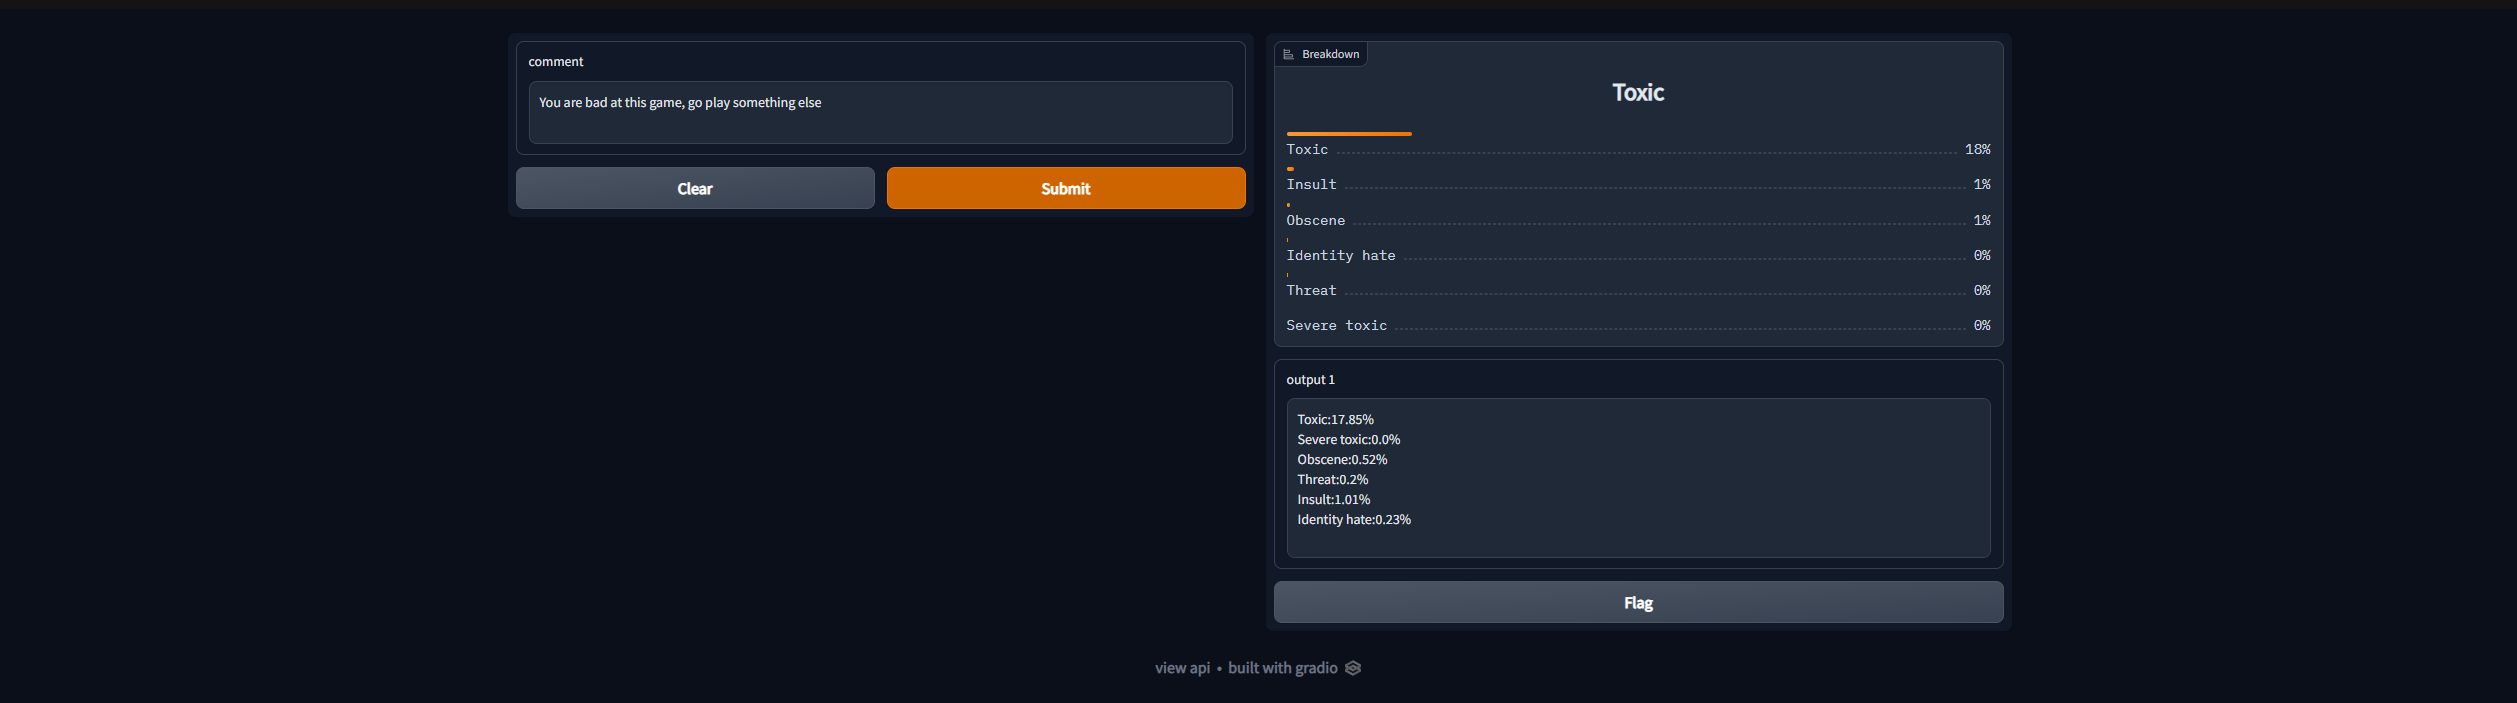 comment
You are bad at this game, go play something else
Clear
Submit
Breakdown
Toxic
Toxic 18%
Insult 1%
Obscene 1%
Identity hate 0%
Threat 0%
Severe toxic 0%
output 1
Toxic:17.85%
Severe toxic:0.0%
Obscene:0.52%
Threat:0.2%
Insult:1.01%
Identity hate:0.23%
Flag
view api • built with gradio